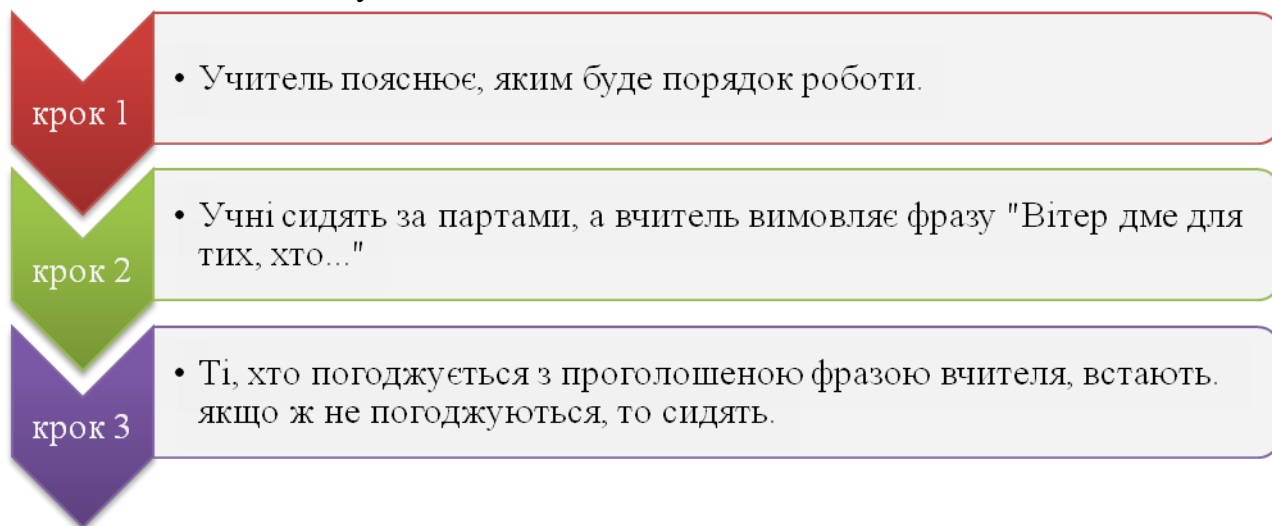 крок 1
• Учитель пояснює, яким буде порядок роботи.
крок 2
• Учні сидять за партами, а вчитель вимовляє фразу "Вітер дме для
тих, хто..."
крок 3
• Ті, хто погоджується з проголошеною фразою вчителя, встають.
якщо ж не погоджуються, то сидять.